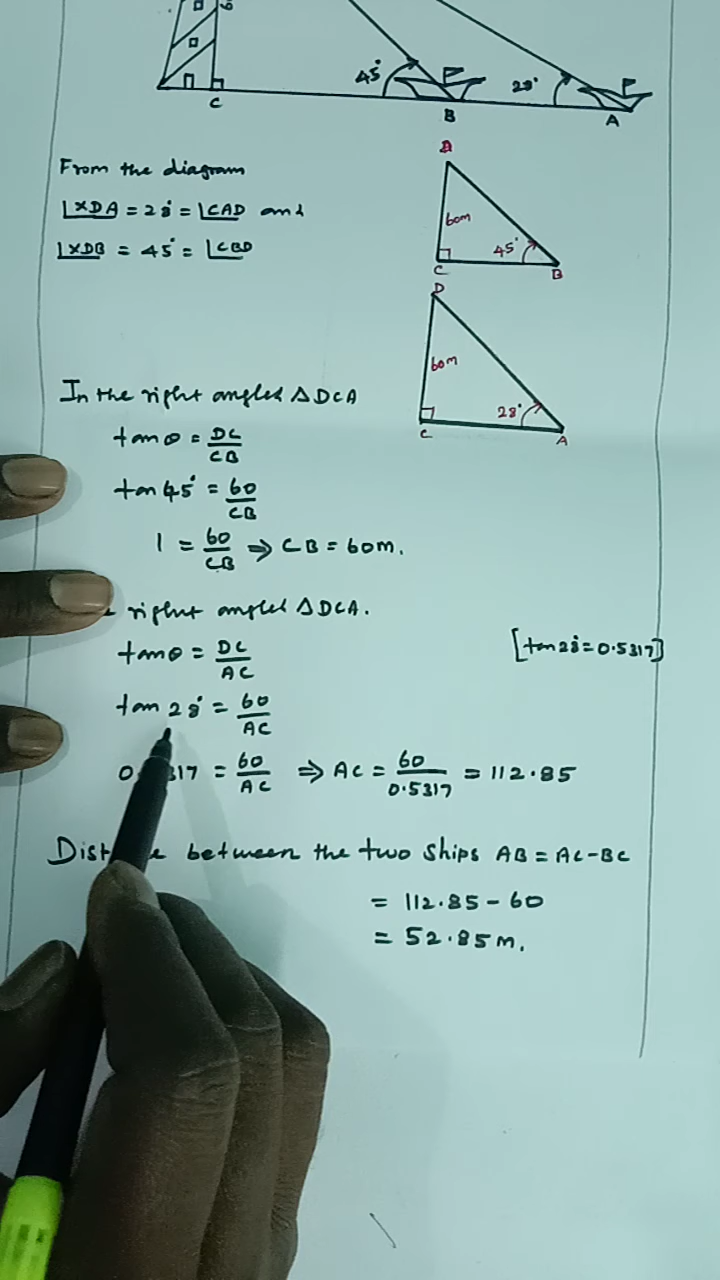 45° 28°
C B A
From the diagram
∠XDA = 28° = ∠CAD and
∠XDB = 45° = ∠CBD
D
60m
45°
C B
D
60m
28°
C A
In the right angled ΔDCA
tan θ = DC/CB
tan 45° = 60/CB
1 = 60/CB ⇒ CB = 60m.
right angled ΔDCA.
tan θ = DC/AC [tan 28° = 0.5317]
tan 28° = 60/AC
317 = 60/AC ⇒ AC = 60/0.5317 = 112.85
between the two ships AB = AC-BC
= 112.85 - 60
= 52.85 m.